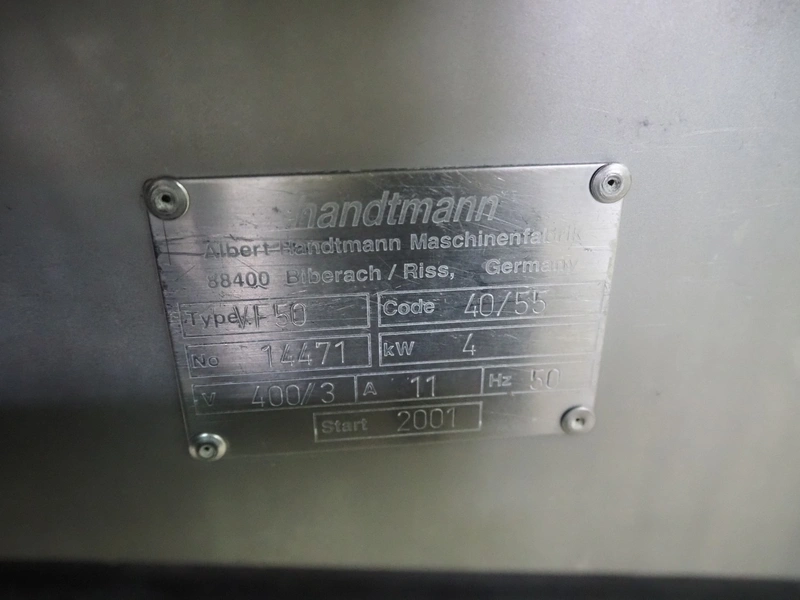 handtmann
Albert Handtmann Maschinenfabrik
88400 Biberach / Riss, Germany
Type VF50 Code 40/55
No 14471 kW 4
V 400/3 A 11 Hz 50
Start 2001